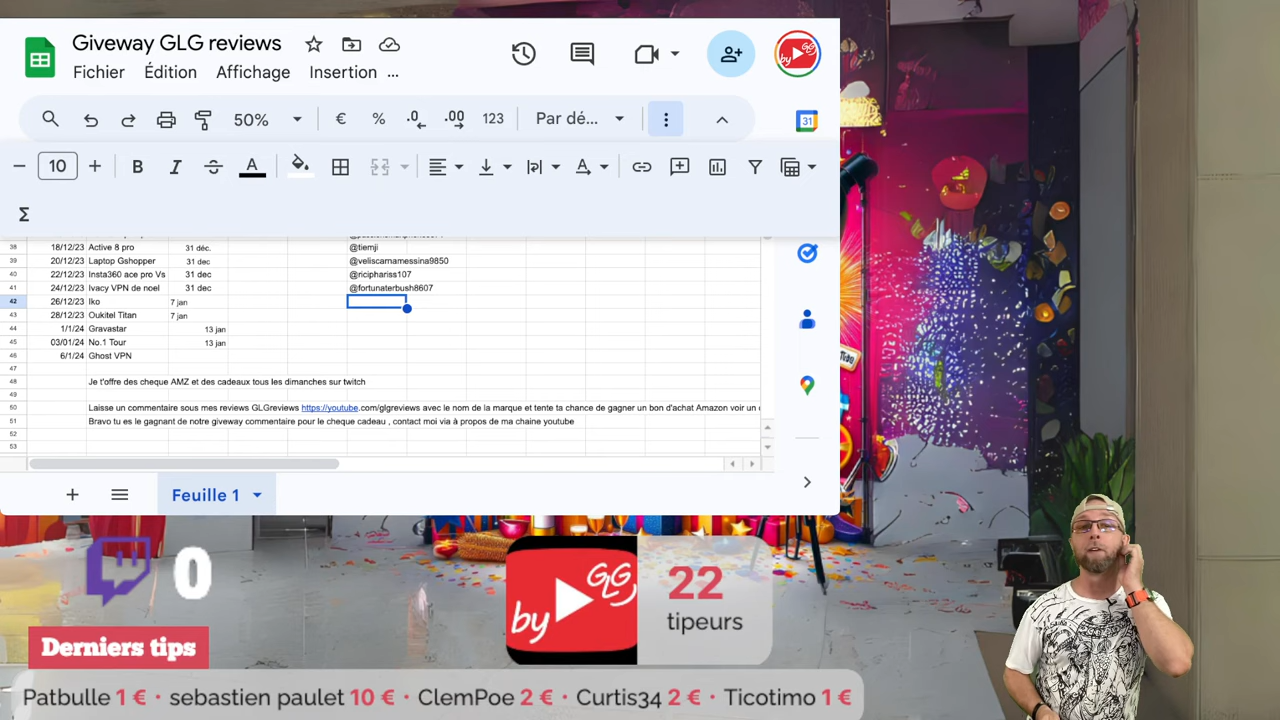 Giveway GLG reviews
Fichier Édition Affichage Insertion ...
50% € % .0 .00 123 Par dé...
31
10 B I A
Σ
38 18/12/23 Active 8 pro 31 déc. @tiemji
39 20/12/23 Laptop Gshopper 31 dec @veliscarnamessina9850
40 22/12/23 Insta360 ace pro Vs 31 dec @riciphariss107
41 24/12/23 Ivacy VPN de noel 31 dec @fortunaterbush8607
42 26/12/23 Iko 7 jan
43 28/12/23 Oukitel Titan 7 jan
44 1/1/24 Gravastar 13 jan
45 03/01/24 No.1 Tour 13 jan
46 6/1/24 Ghost VPN
47
48 Je t'offre des cheque AMZ et des cadeaux tous les dimanches sur twitch
49
50 Laisse un commentaire sous mes reviews GLGreviews https://youtube.com/glgreviews avec le nom de la marque et tente ta chance de gagner un bon d'achat Amazon voir un
51 Bravo tu es le gagnant de notre giveway commentaire pour le cheque cadeau , contact moi via à propos de ma chaine youtube
52
53
Feuille 1
0
by GLG
22
tipeurs
Derniers tips
Patbulle 1 € • sebastien paulet 10 € • ClemPoe 2 € • Curtis34 2 € • Ticotimo 1 €